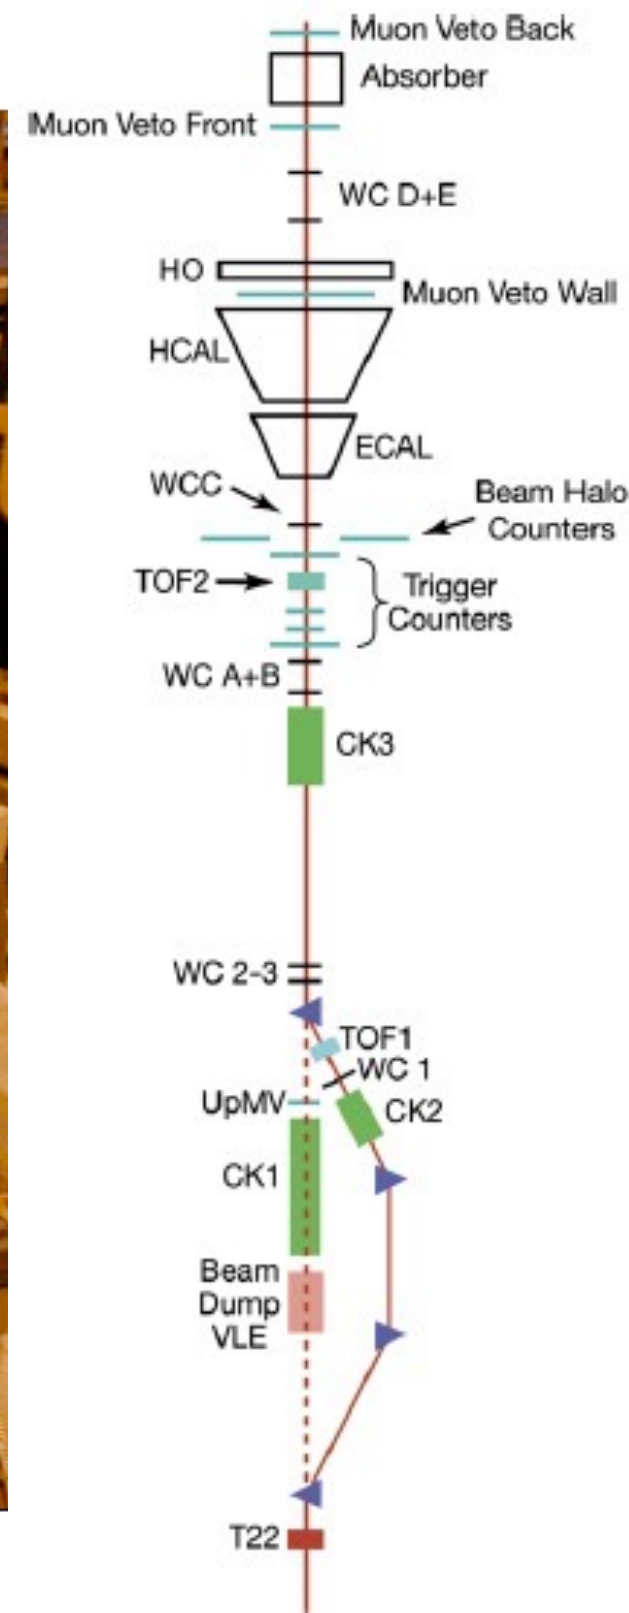 Muon Veto Back
Absorber
Muon Veto Front
WC D+E
HO
Muon Veto Wall
HCAL
ECAL
WCC
Beam Halo
Counters
TOF2
Trigger
Counters
WC A+B
CK3
WC 2-3
TOF1
WC 1
UpMV
CK2
CK1
Beam
Dump
VLE
T22